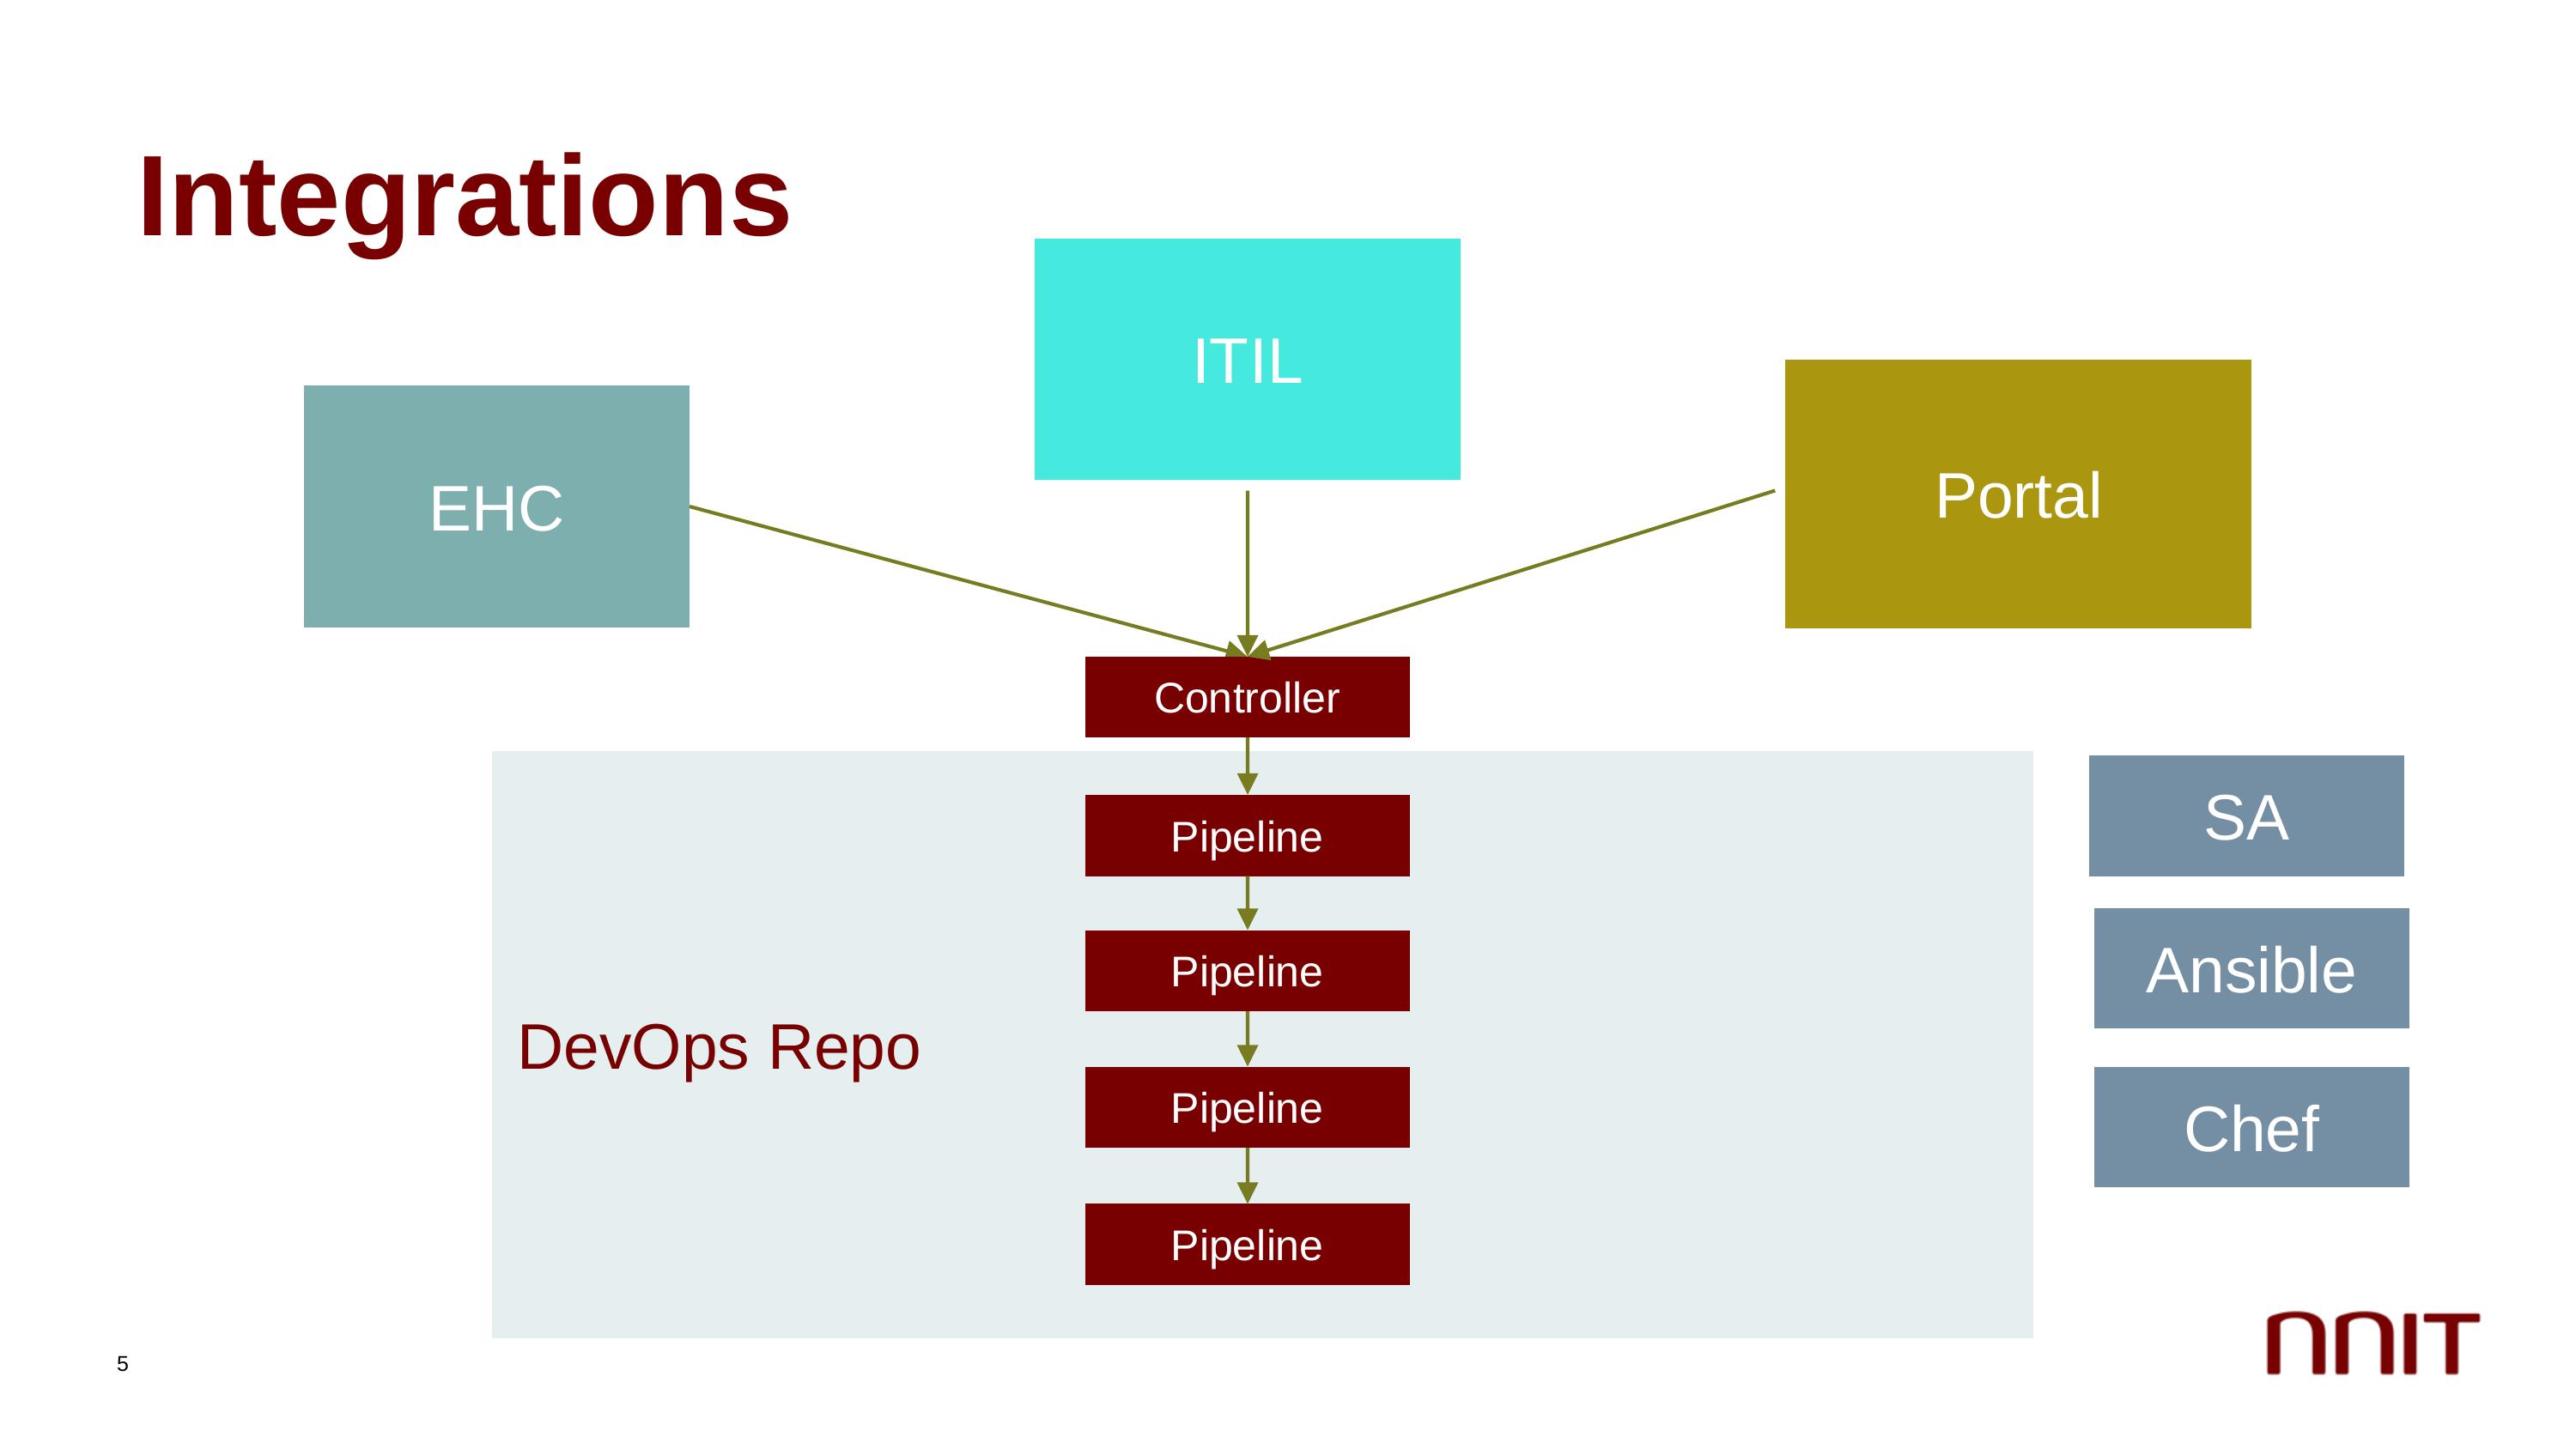 Integrations
ITIL
EHC
Portal
Controller
Pipeline
SA
Pipeline
Ansible
DevOps Repo
Pipeline
Chef
Pipeline
5
nnIT